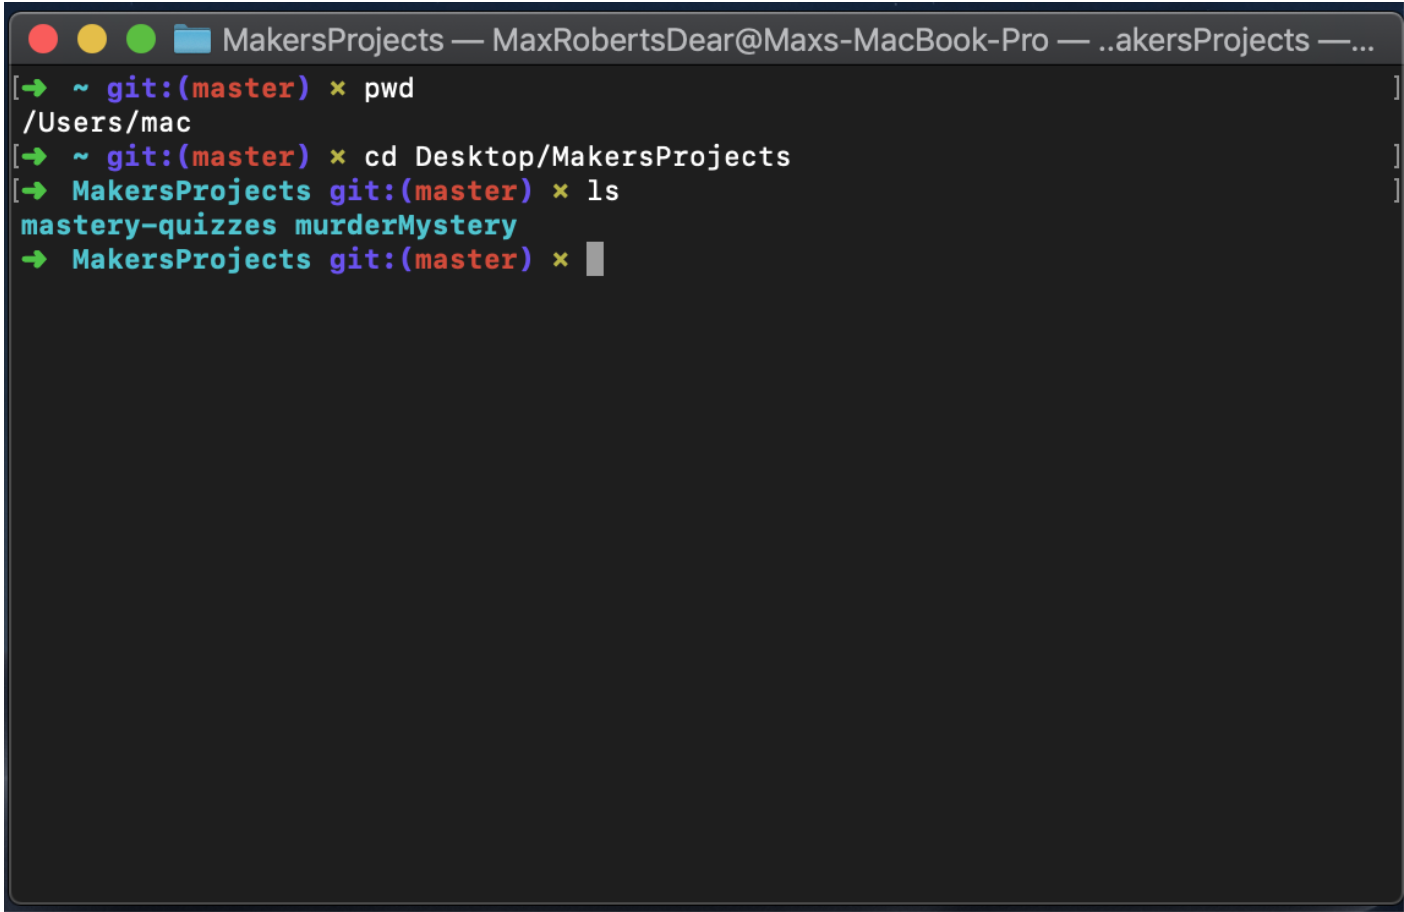 MakersProjects — MaxRobertsDear@Maxs-MacBook-Pro — ..akersProjects —...
[➜ ~ git:(master) × pwd ]
/Users/mac
[➜ ~ git:(master) × cd Desktop/MakersProjects ]
[➜ MakersProjects git:(master) × ls ]
mastery-quizzes murderMystery
➜ MakersProjects git:(master) ×